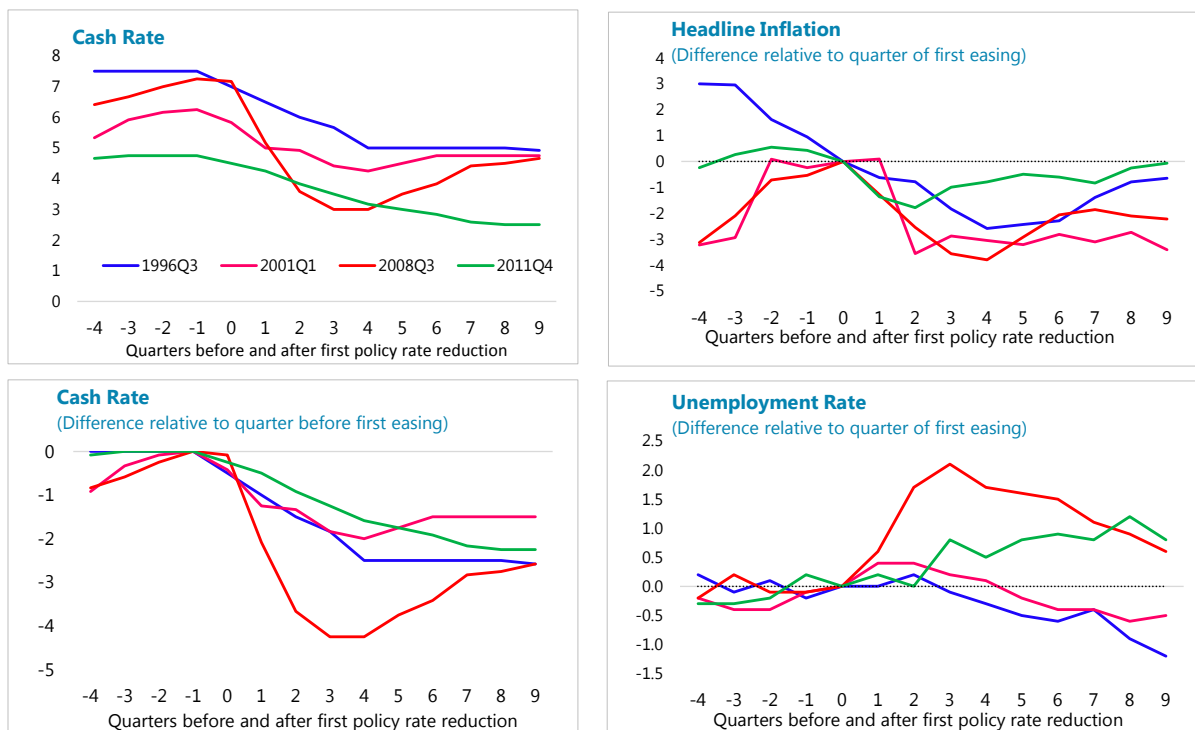 Cash Rate
8
7
6
5
4
3
2
1
0
1996Q3 2001Q1 2008Q3 2011Q4
-4 -3 -2 -1 0 1 2 3 4 5 6 7 8 9
Quarters before and after first policy rate reduction
Headline Inflation
(Difference relative to quarter of first easing)
4
3
2
1
0
-1
-2
-3
-4
-5
-4 -3 -2 -1 0 1 2 3 4 5 6 7 8 9
Quarters before and after first policy rate reduction
Cash Rate
(Difference relative to quarter before first easing)
0
-1
-2
-3
-4
-5
-4 -3 -2 -1 0 1 2 3 4 5 6 7 8 9
Quarters before and after first policy rate reduction
Unemployment Rate
(Difference relative to quarter of first easing)
2.5
2.0
1.5
1.0
0.5
0.0
-0.5
-1.0
-1.5
-4 -3 -2 -1 0 1 2 3 4 5 6 7 8 9
Quarters before and after first policy rate reduction